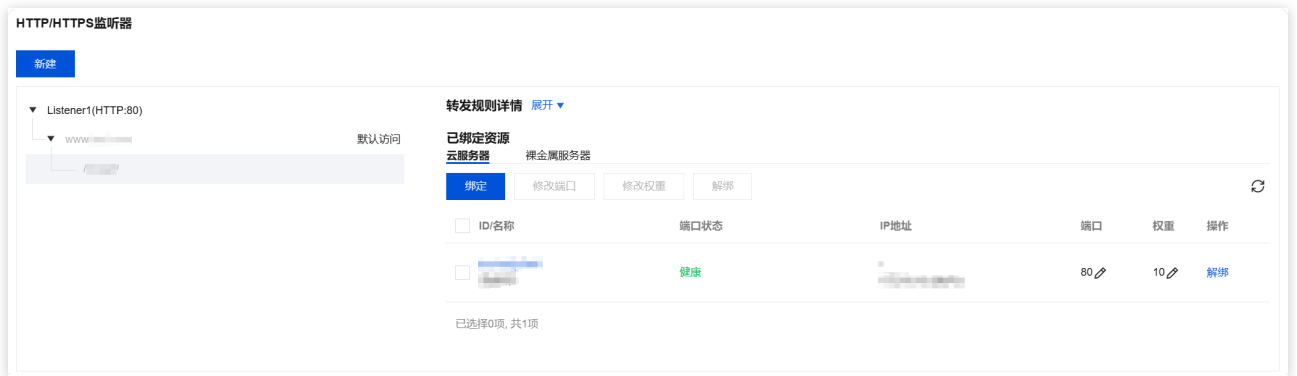 HTTP/HTTPS监听器
新建
Listener1(HTTP:80)
www
默认访问
/
转发规则详情 展开
已绑定资源
云服务器 裸金属服务器
绑定 修改端口 修改权重 解绑
ID/名称 端口状态 IP地址 端口 权重 操作
健康 80 10 解绑
已选择0项, 共1项